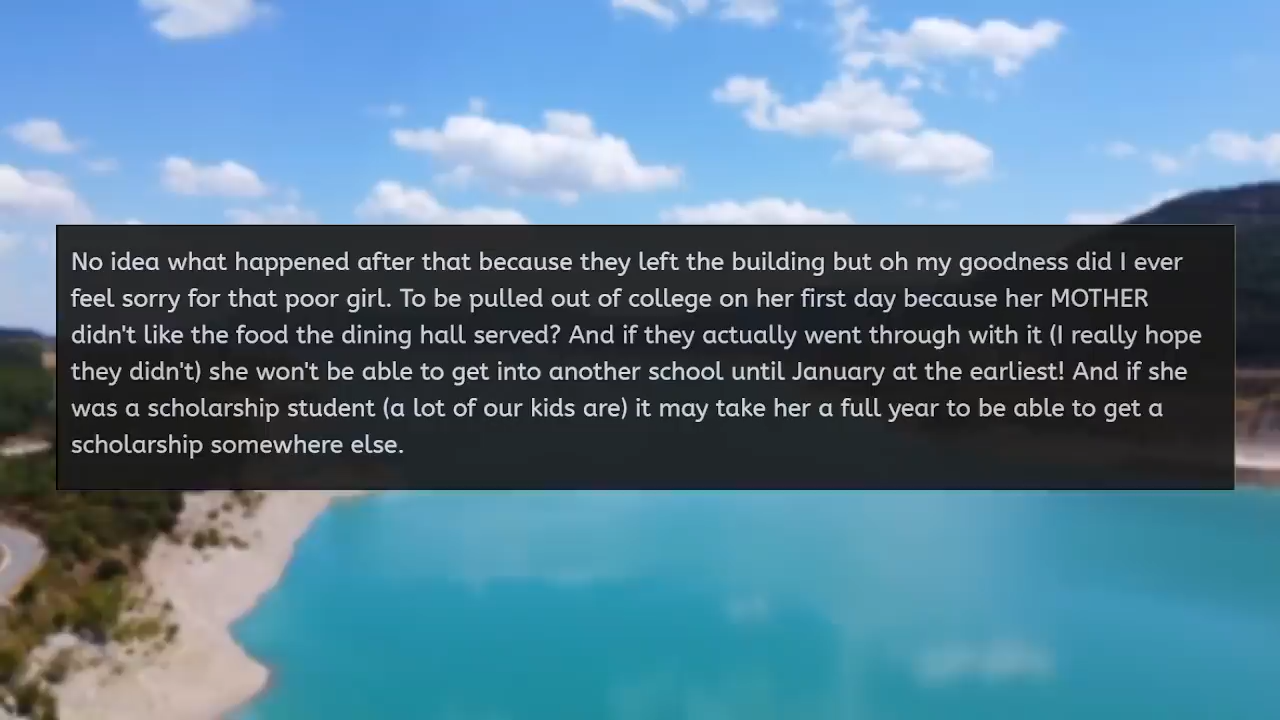 No idea what happened after that because they left the building but oh my goodness did I ever
feel sorry for that poor girl. To be pulled out of college on her first day because her MOTHER
didn't like the food the dining hall served? And if they actually went through with it (I really hope
they didn't) she won't be able to get into another school until January at the earliest! And if she
was a scholarship student (a lot of our kids are) it may take her a full year to be able to get a
scholarship somewhere else.